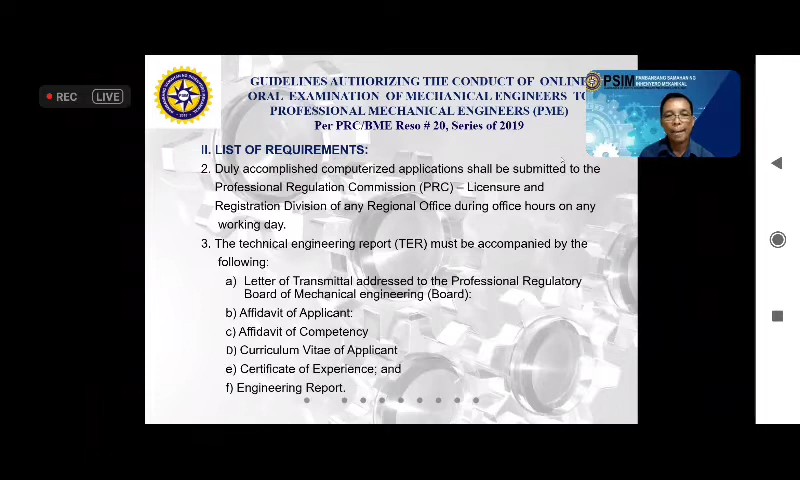 REC
LIVE
GUIDELINES AUTHORIZING THE CONDUCT OF ONLINE
ORAL EXAMINATION OF MECHANICAL ENGINEERS TO
PROFESSIONAL MECHANICAL ENGINEERS (PME)
Per PRC/BME Reso # 20, Series of 2019
PSIM PAMBANSANG SAMAHAN NG
INHENYERO MEKANIKAL
II. LIST OF REQUIREMENTS:
2. Duly accomplished computerized applications shall be submitted to the
Professional Regulation Commission (PRC) – Licensure and
Registration Division of any Regional Office during office hours on any
working day.
3. The technical engineering report (TER) must be accompanied by the
following:
a) Letter of Transmittal addressed to the Professional Regulatory
Board of Mechanical engineering (Board):
b) Affidavit of Applicant:
c) Affidavit of Competency
D) Curriculum Vitae of Applicant
e) Certificate of Experience; and
f) Engineering Report.